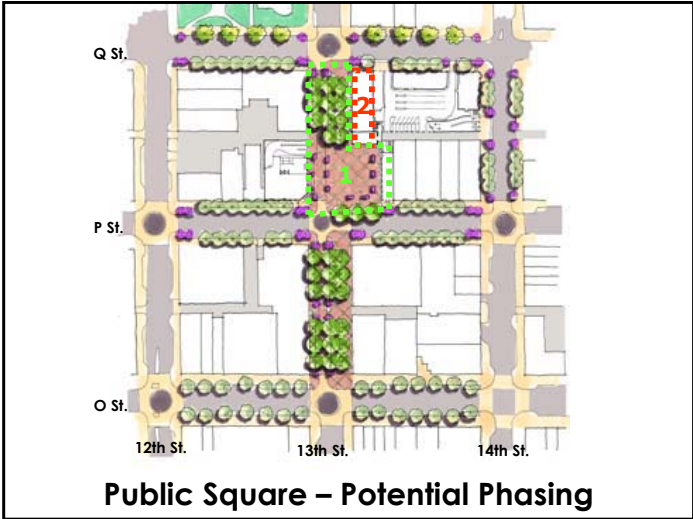 Q St.
2
1
P St.
O St.
12th St.
13th St.
14th St.
Public Square – Potential Phasing